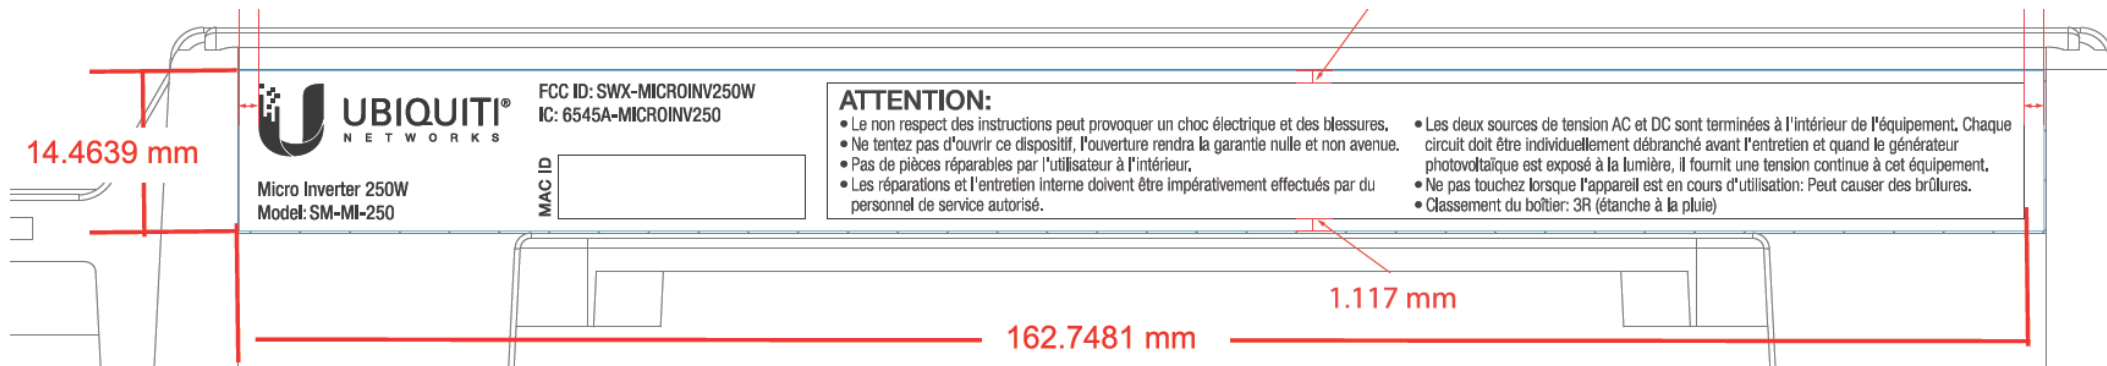 14.4639 mm
UBIQUITI®
NETWORKS
Micro Inverter 250W
Model: SM-MI-250
FCC ID: SWX-MICROINV250W
IC: 6545A-MICROINV250
MAC ID
ATTENTION:
• Le non respect des instructions peut provoquer un choc électrique et des blessures.
• Ne tentez pas d'ouvrir ce dispositif, l'ouverture rendra la garantie nulle et non avenue.
• Pas de pièces réparables par l'utilisateur à l'intérieur.
• Les réparations et l'entretien interne doivent être impérativement effectués par du
personnel de service autorisé.
• Les deux sources de tension AC et DC sont terminées à l'intérieur de l'équipement. Chaque
circuit doit être individuellement débranché avant l'entretien et quand le générateur
photovoltaïque est exposé à la lumière, il fournit une tension continue à cet équipement.
• Ne pas touchez lorsque l'appareil est en cours d'utilisation: Peut causer des brûlures.
• Classement du boîtier: 3R (étanche à la pluie)
1.117 mm
162.7481 mm